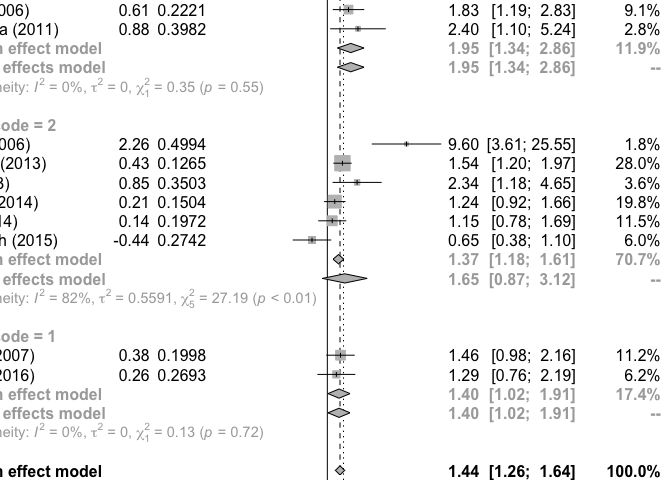 006) 0.61 0.2221 1.83 [1.19; 2.83] 9.1%
a (2011) 0.88 0.3982 2.40 [1.10; 5.24] 2.8%
n effect model 1.95 [1.34; 2.86] 11.9%
effects model 1.95 [1.34; 2.86] --
neity: I² = 0%, τ² = 0, χ²₁ = 0.35 (p = 0.55)
code = 2
006) 2.26 0.4994 9.60 [3.61; 25.55] 1.8%
(2013) 0.43 0.1265 1.54 [1.20; 1.97] 28.0%
3) 0.85 0.3503 2.34 [1.18; 4.65] 3.6%
2014) 0.21 0.1504 1.24 [0.92; 1.66] 19.8%
14) 0.14 0.1972 1.15 [0.78; 1.69] 11.5%
h (2015) -0.44 0.2742 0.65 [0.38; 1.10] 6.0%
n effect model 1.37 [1.18; 1.61] 70.7%
effects model 1.65 [0.87; 3.12] --
neity: I² = 82%, τ² = 0.5591, χ²₅ = 27.19 (p < 0.01)
code = 1
2007) 0.38 0.1998 1.46 [0.98; 2.16] 11.2%
2016) 0.26 0.2693 1.29 [0.76; 2.19] 6.2%
n effect model 1.40 [1.02; 1.91] 17.4%
effects model 1.40 [1.02; 1.91] --
neity: I² = 0%, τ² = 0, χ²₁ = 0.13 (p = 0.72)
n effect model 1.44 [1.26; 1.64] 100.0%